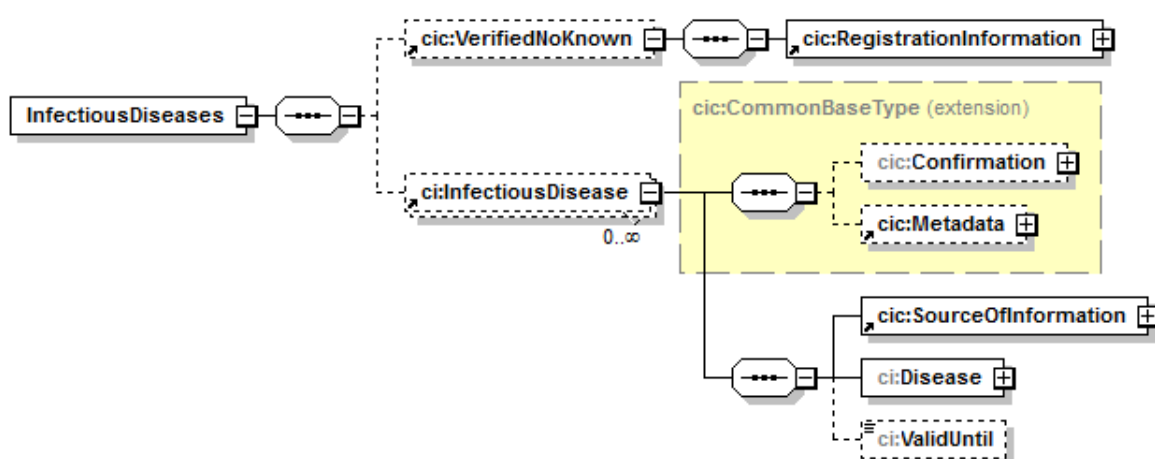 cic:VerifiedNoKnown
cic:RegistrationInformation
InfectiousDiseases
cic:CommonBaseType (extension)
cic:Confirmation
ci:InfectiousDisease
0..∞
cic:Metadata
cic:SourceOfInformation
ci:Disease
ci:ValidUntil